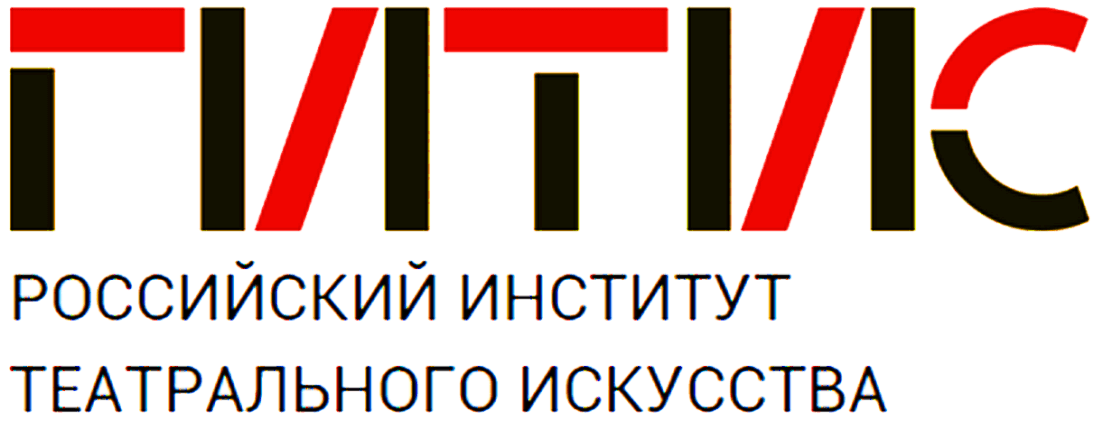 ГИТИС
РОССИЙСКИЙ ИНСТИТУТ
ТЕАТРАЛЬНОГО ИСКУССТВА